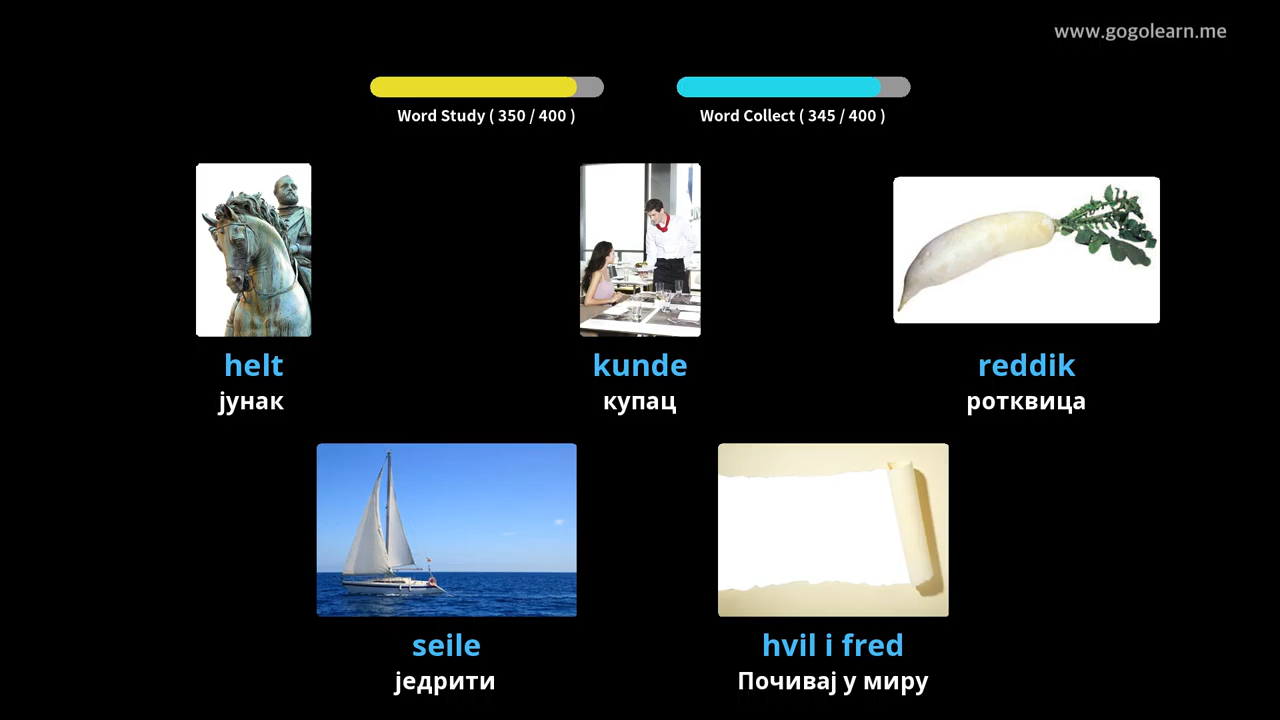 www.gogolearn.me
Word Study ( 350 / 400 )
Word Collect ( 345 / 400 )
helt
јунак
kunde
купац
reddik
ротквица
seile
једрити
hvil i fred
Почивај у миру